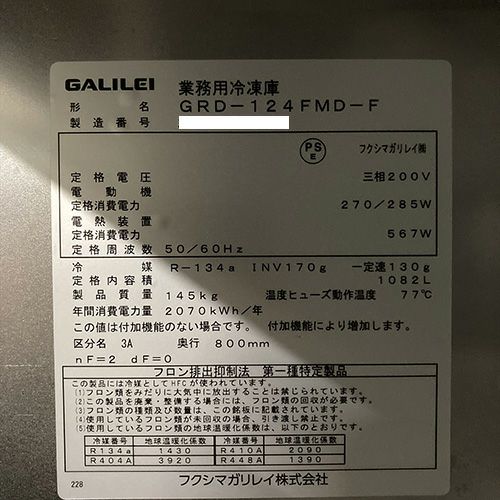 GALILEI 業務用冷凍庫
形名 GRD-124FMD-F
製造番号
PS
E
フクシマガリレイ㈱
定格電圧 三相200V
電動機
定格消費電力 270/285W
電熱装置
定格消費電力 567W
定格周波数 50/60Hz
冷媒 R-134a INV170g 一定速130g
定格内容積 1082L
製品質量 145kg 温度ヒューズ動作温度 77℃
年間消費電力量 2070kWh/年
この値は付加機能のない場合です。付加機能により増加します。
区分名 3A 奥行 800mm
nF=2 dF=0
フロン排出抑制法 第一種特定製品
この製品には冷媒としてHFCが使われています。
(1)フロン類をみだりに大気中に放出することは禁じられています。
(2)この製品を廃棄・整備する場合には、フロン類の回収が必要です。
(3)フロン類の種類及び数量は、この銘板に記載されています。
(4)使用しているフロン類が未回収の場合、引き渡し禁止です。
(5)使用しているフロン類の地球温暖化係数は、以下のとおりです。
冷媒番号 地球温暖化係数 冷媒番号 地球温暖化係数
R134a 1430 R410A 2090
R404A 3920 R448A 1390
228 フクシマガリレイ株式会社